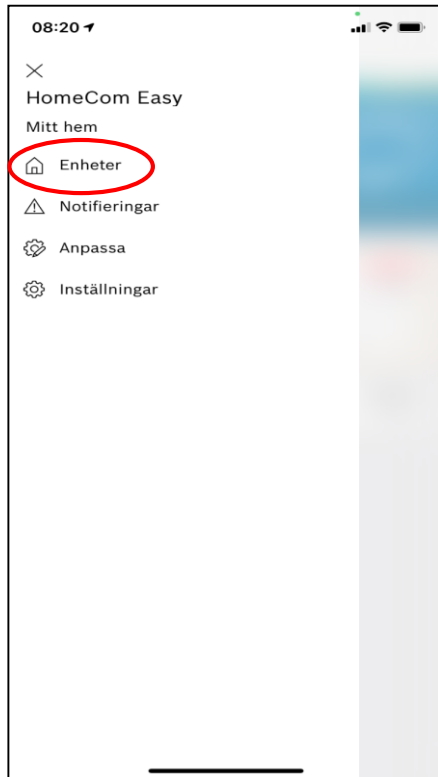 08:20
HomeCom Easy
Mitt hem
Enheter
Notifieringar
Anpassa
Inställningar